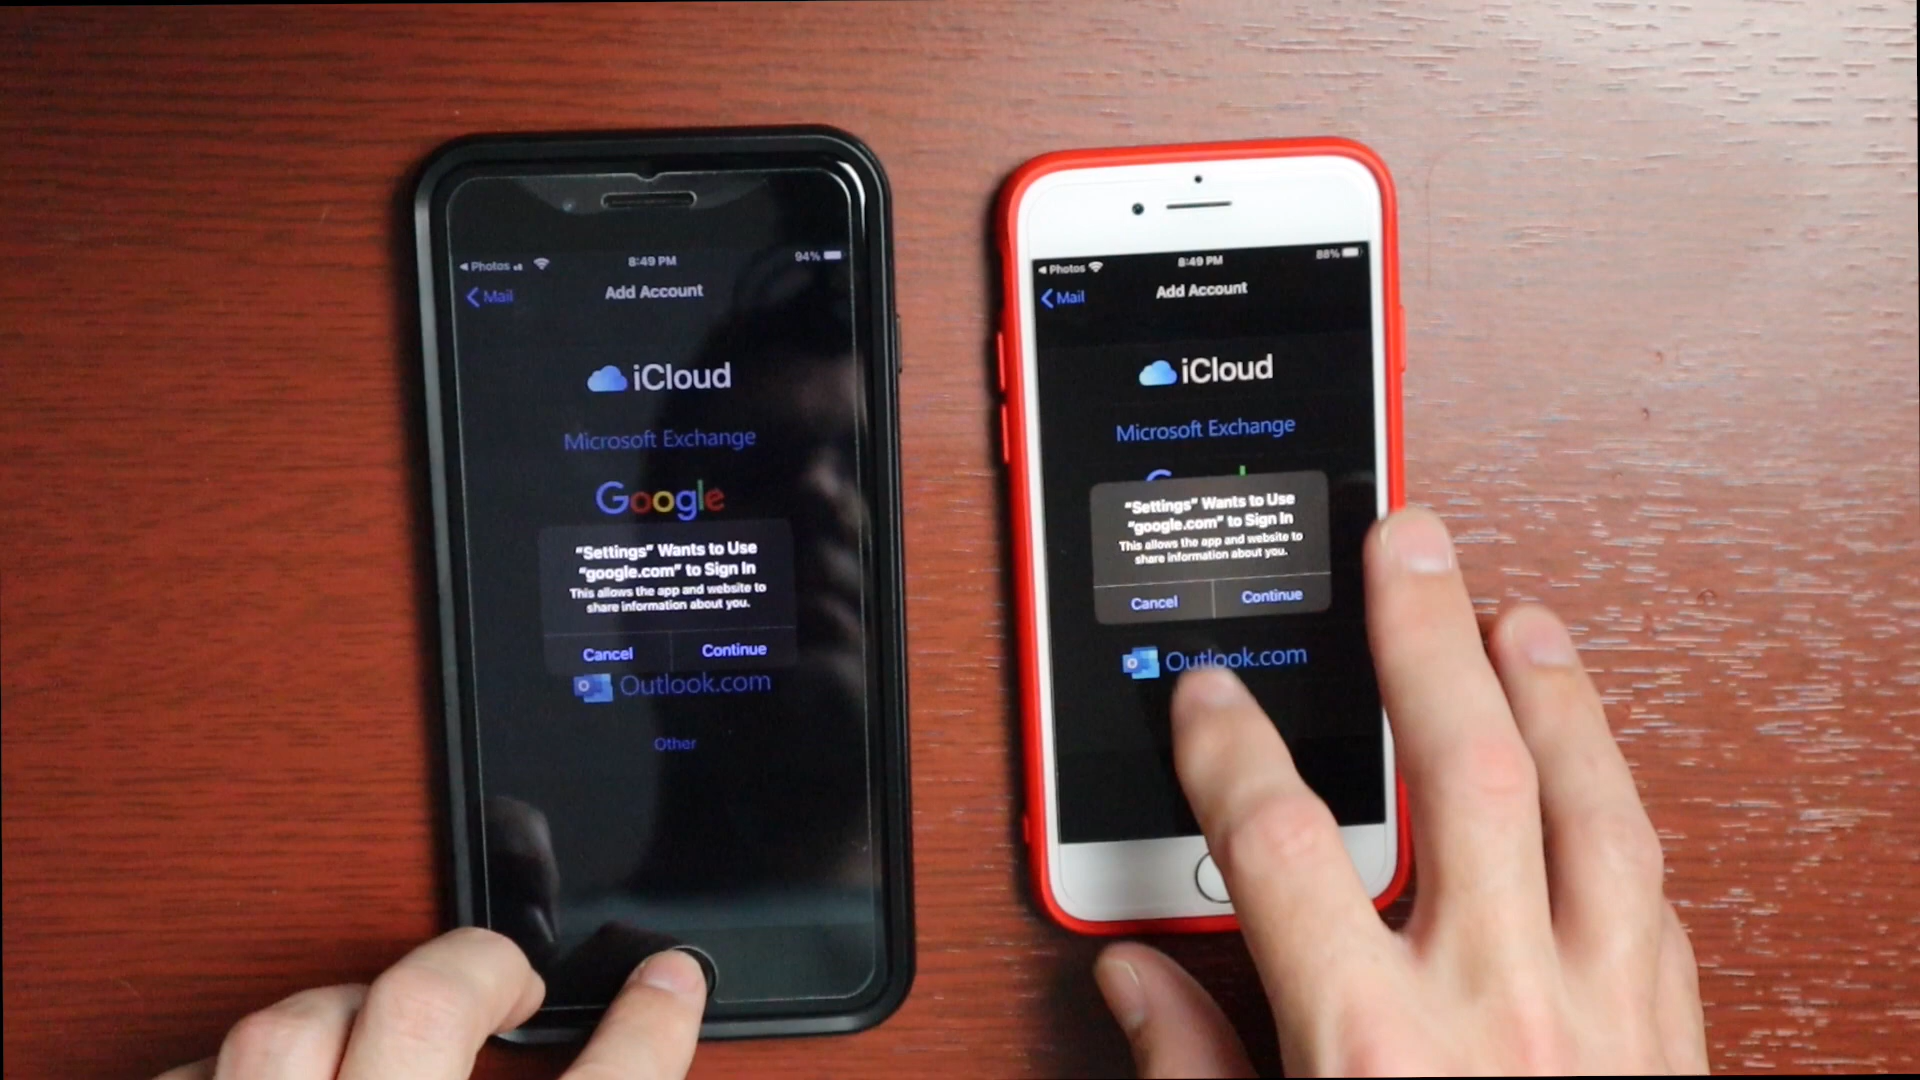 Photos
8:49 PM
94%
Mail
Add Account
iCloud
Microsoft Exchange
Google
“Settings” Wants to Use
“google.com” to Sign In
This allows the app and website to
share information about you.
Cancel
Continue
Outlook.com
Other
Photos
8:49 PM
88%
Mail
Add Account
iCloud
Microsoft Exchange
“Settings” Wants to Use
“google.com” to Sign In
This allows the app and website to
share information about you.
Cancel
Continue
Outlook.com